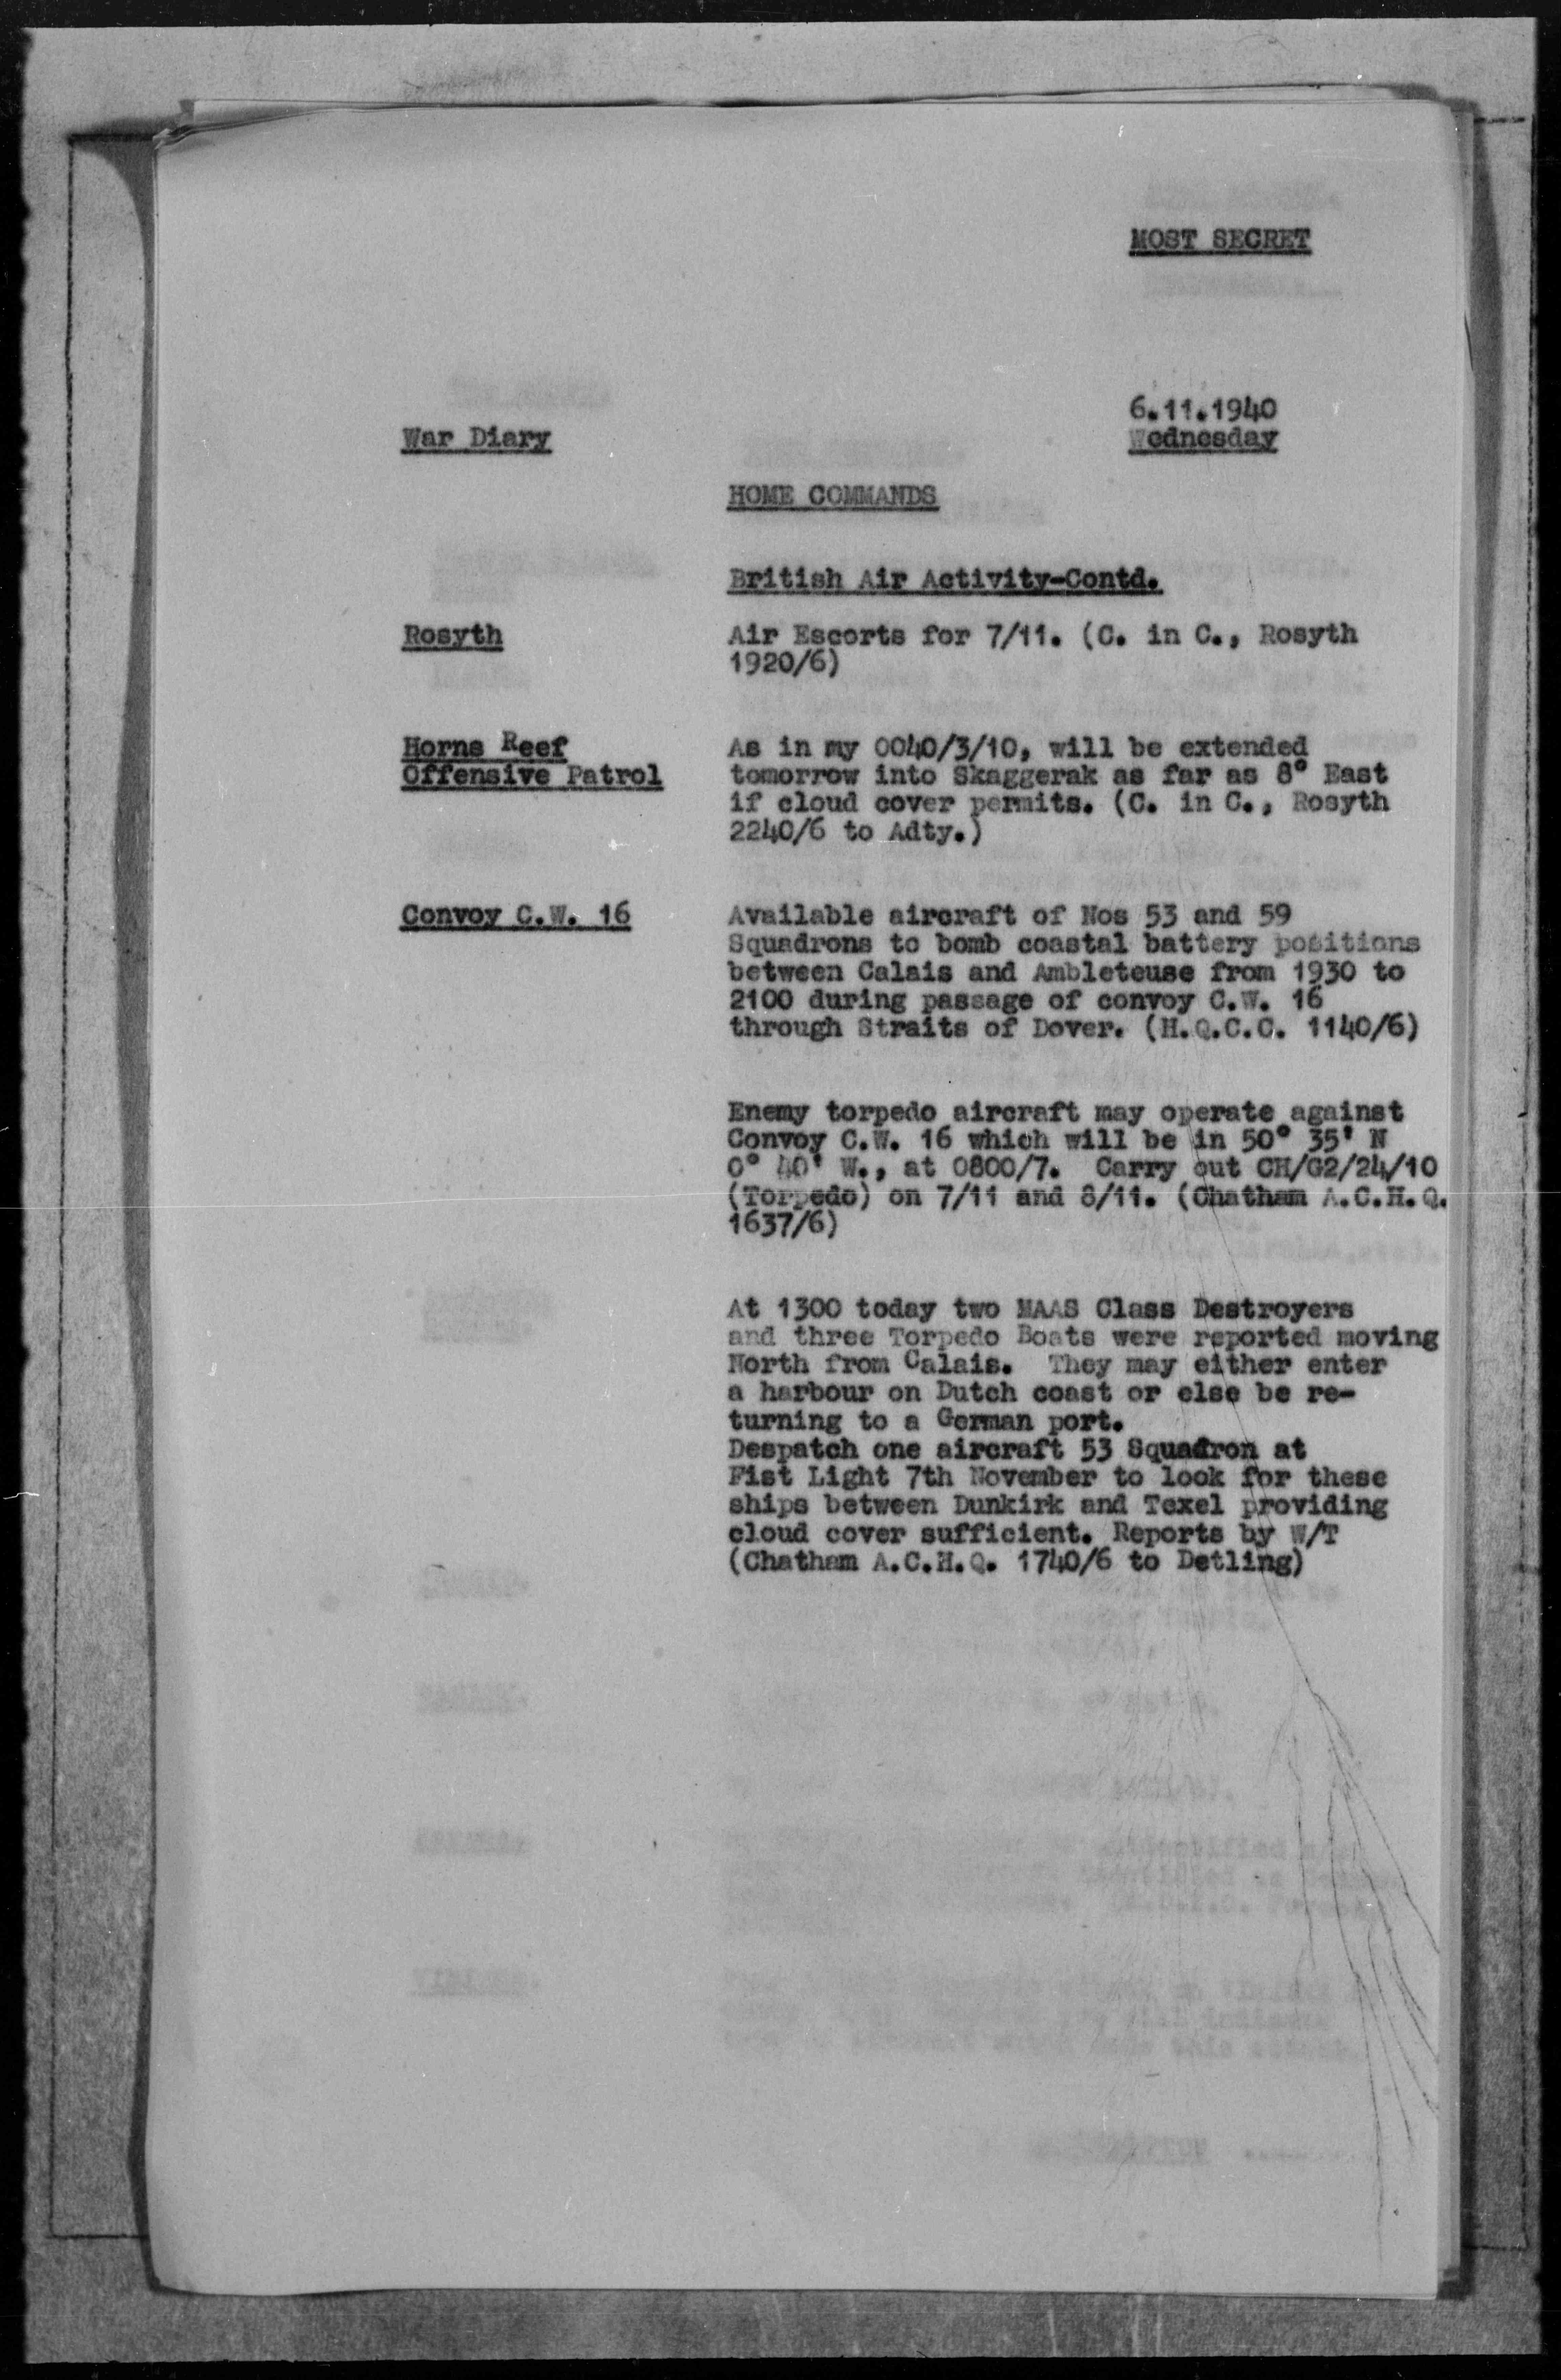 MOST SECRET
6.11.1940
War Diary
Wednesday
HOME COMMANDS
British Air Activity-Contd.
Rosyth
Air Escorts for 7/11. (C. in C., Rosyth
1920/6)
Horns Reef
Offensive Patrol
As in my 0040/3/10, will be extended
tomorrow into Skaggerak as far as 8° East
if cloud cover permits. (C. in C., Rosyth
2240/6 to Adty.)
Convoy C.W. 16
Available aircraft of Nos 53 and 59
Squadrons to bomb coastal battery positions
between Calais and Ambleteuse from 1930 to
2100 during passage of convoy C.W. 16
through Straits of Dover. (H.Q.C.C. 1140/6)
Enemy torpedo aircraft may operate against
Convoy C.W. 16 which will be in 50° 35' N
0° 40' W., at 0800/7. Carry out CH/G2/24/10
(Torpedo) on 7/11 and 8/11. (Chatham A.C.H.Q.
1637/6)
At 1300 today two MAAS Class Destroyers
and three Torpedo Boats were reported moving
North from Calais. They may either enter
a harbour on Dutch coast or else be re-
turning to a German port.
Despatch one aircraft 53 Squadron at
Fist Light 7th November to look for these
ships between Dunkirk and Texel providing
cloud cover sufficient. Reports by W/T
(Chatham A.C.H.Q. 1740/6 to Detling)